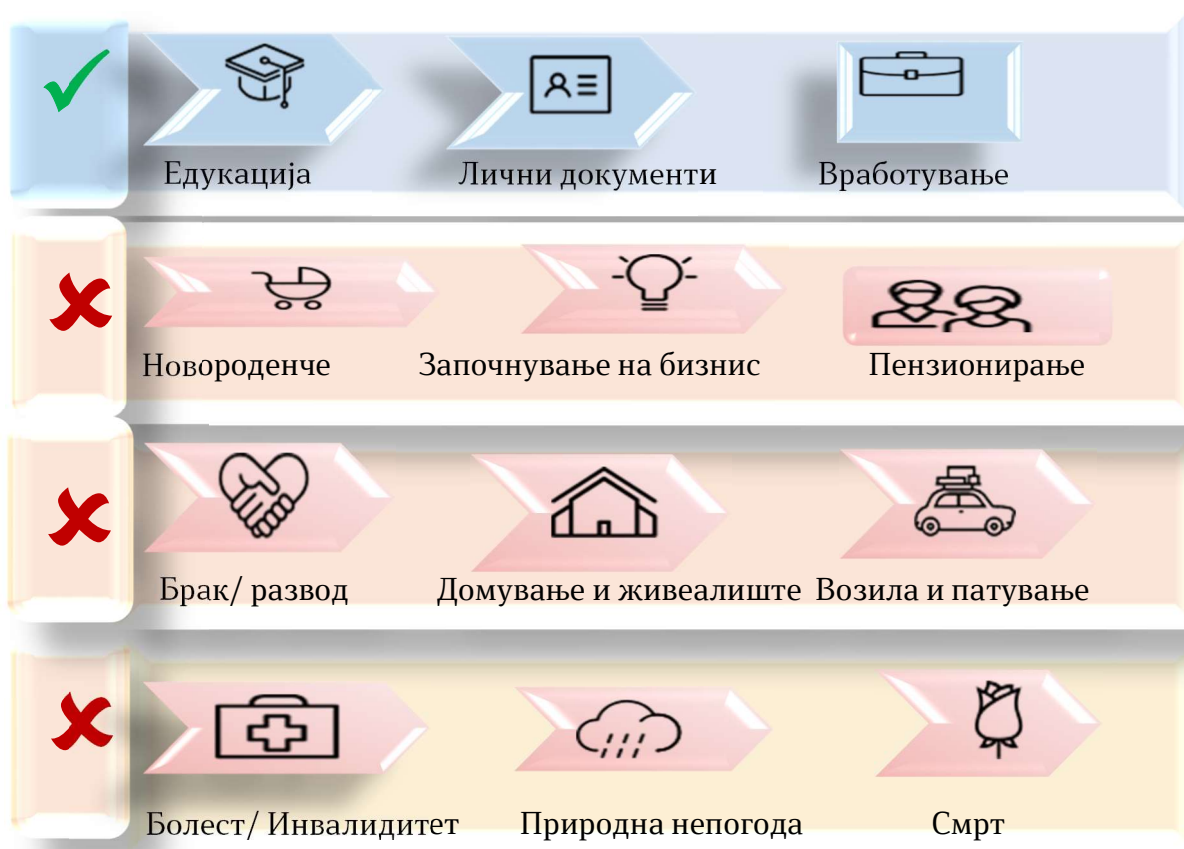 Едукација Лични документи Вработување
Новороденче Започнување на бизнис Пензионирање
Брак/ развод Домување и живеалиште Возила и патување
Болест/ Инвалидитет Природна непогода Смрт